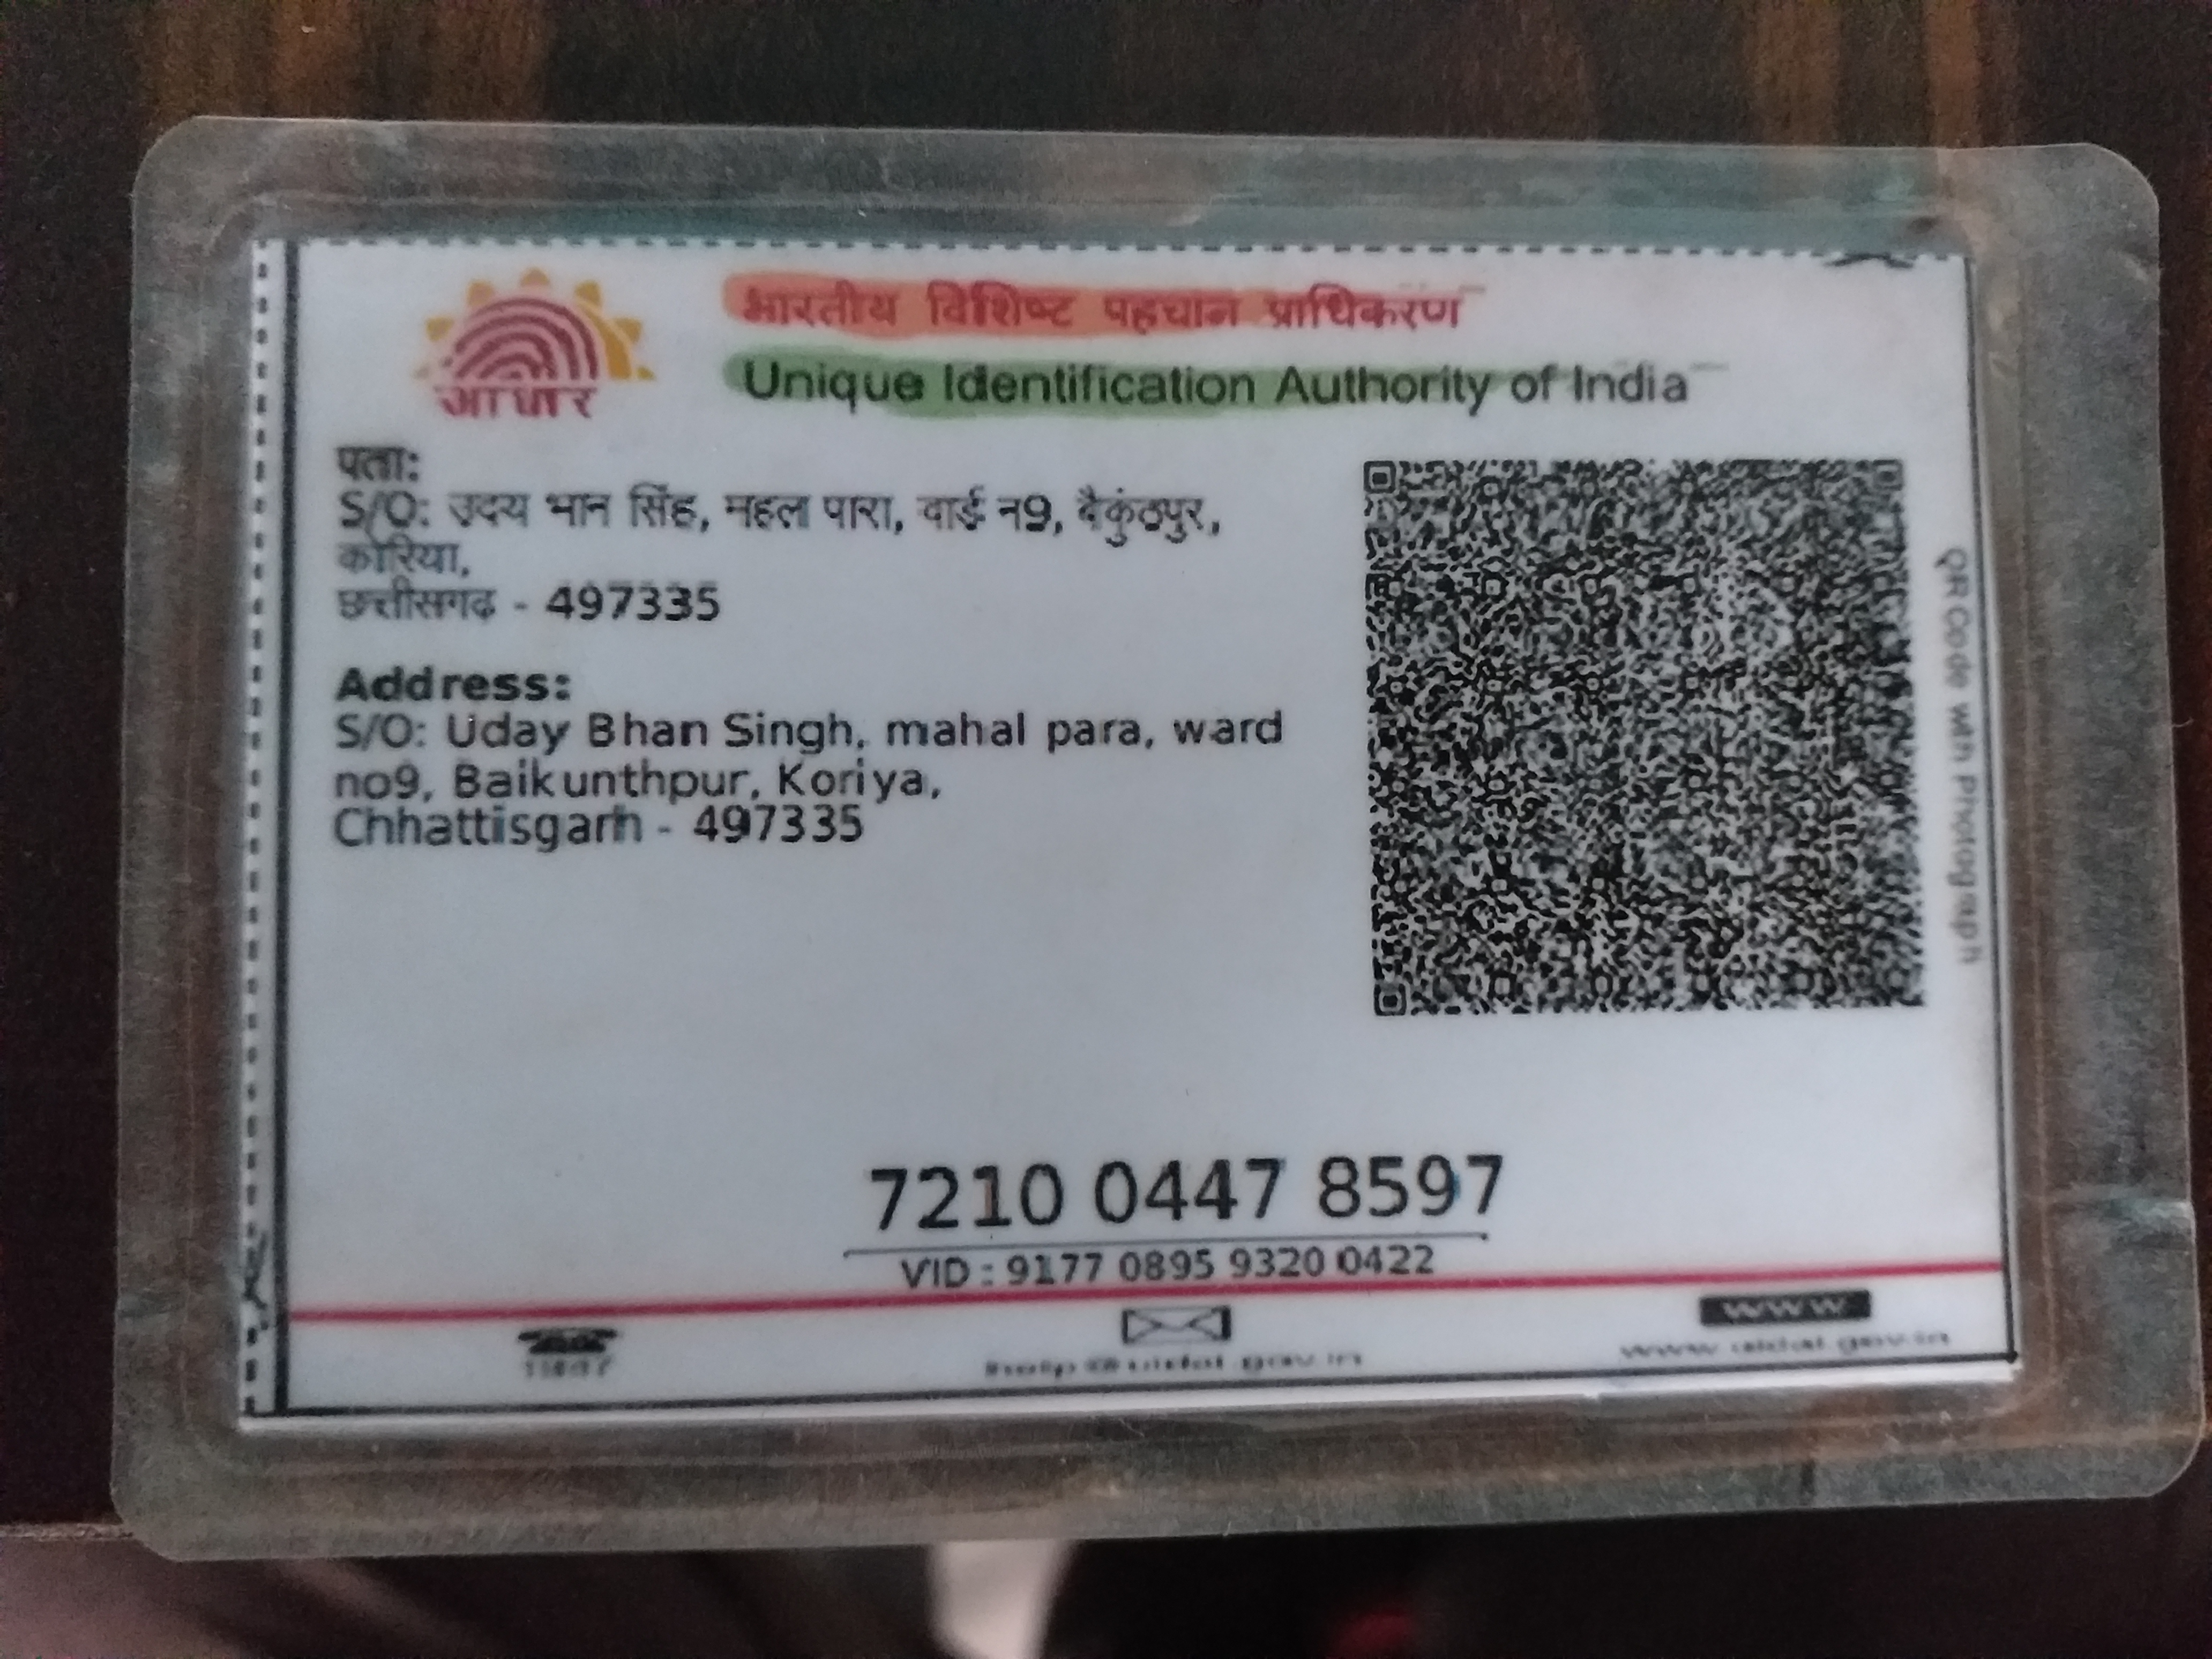 आधार
भारतीय विशिष्ट पहचान प्राधिकरण
Unique Identification Authority of India
पता:
S/O: उदय भान सिंह, महल पारा, वार्ड न9, बैकुंठपुर,
कोरिया,
छत्तीसगढ़ - 497335
Address:
S/O: Uday Bhan Singh, mahal para, ward
no9, Baikunthpur, Koriya,
Chhattisgarh - 497335
QR Code with Photograph
7210 0447 8597
VID : 9177 0895 9320 0422
www
help@uidai.gov.in
www.uidai.gov.in